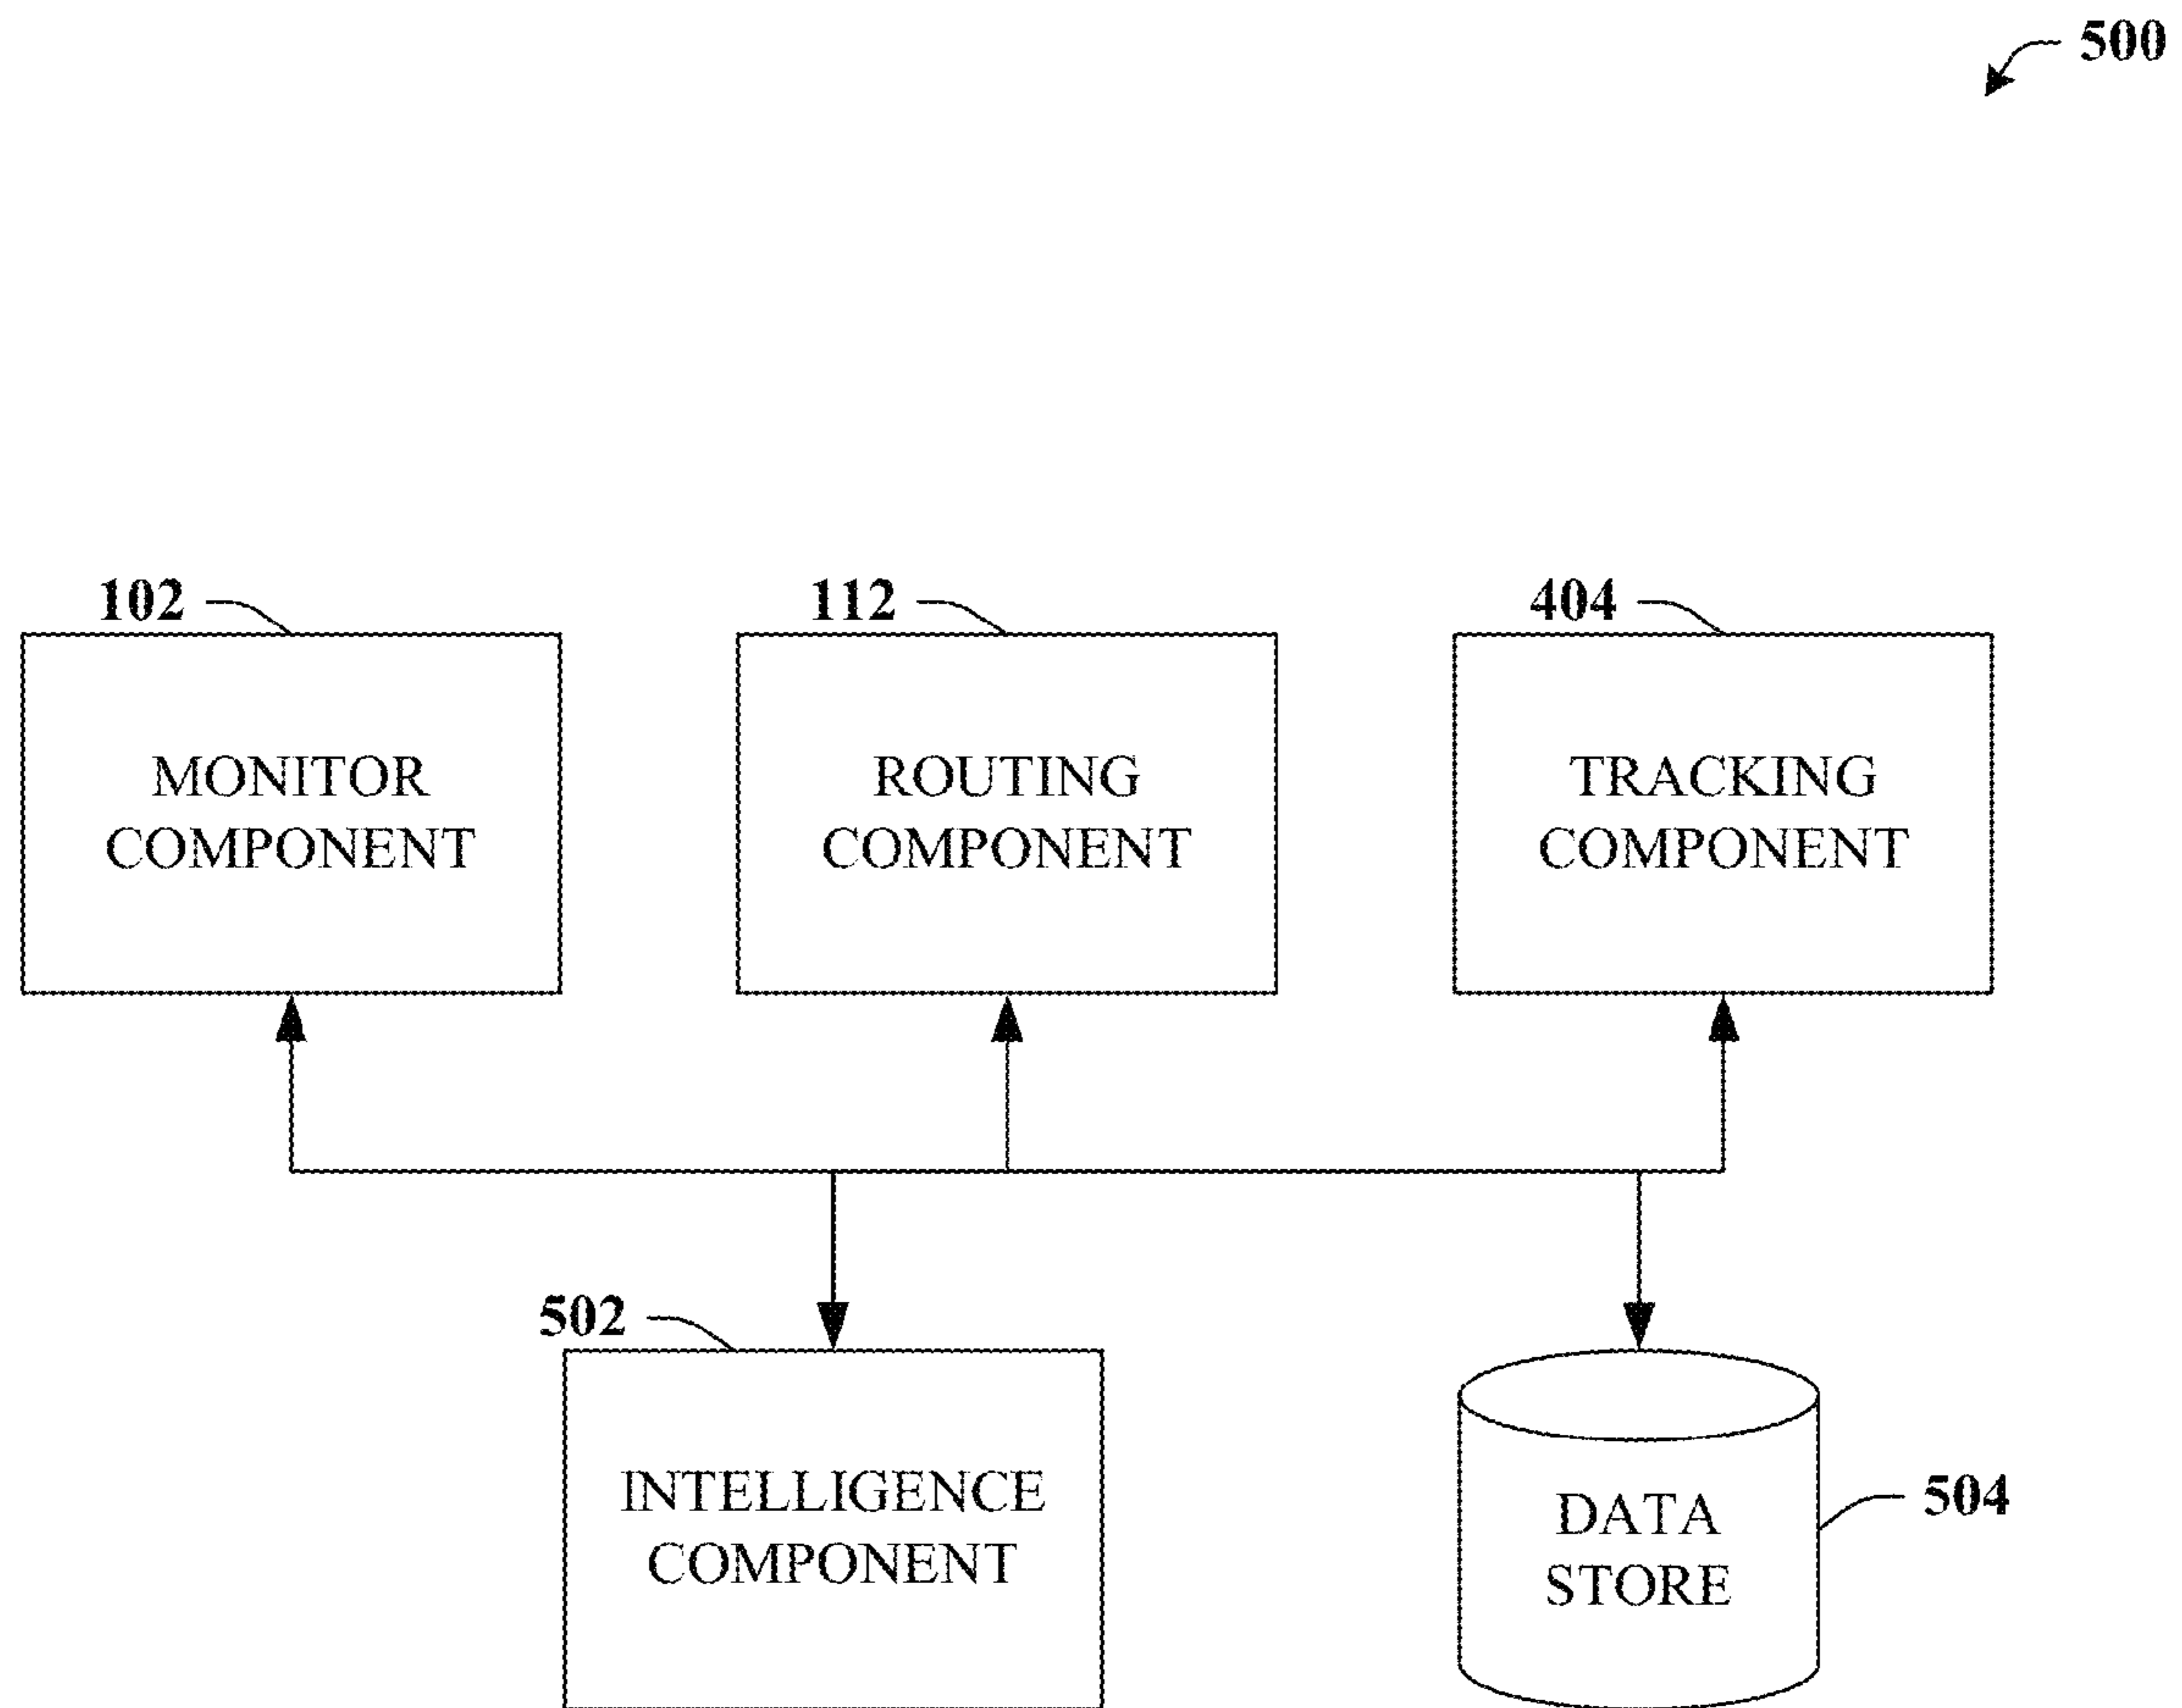 500
102
MONITOR
COMPONENT
112
ROUTING
COMPONENT
404
TRACKING
COMPONENT
502
INTELLIGENCE
COMPONENT
DATA
STORE
504